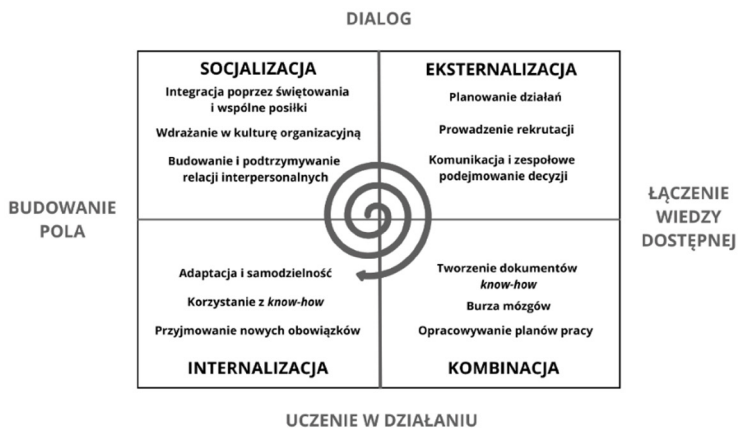 DIALOG
SOCJALIZACJA
Integracja poprzez świętowania
i wspólne posiłki
Wdrażanie w kulturę organizacyjną
Budowanie i podtrzymywanie
relacji interpersonalnych
EKSTERNALIZACJA
Planowanie działań
Prowadzenie rekrutacji
Komunikacja i zespołowe
podejmowanie decyzji
BUDOWANIE
POLA
ŁĄCZENIE
WIEDZY
DOSTĘPNEJ
Adaptacja i samodzielność
Korzystanie z know-how
Przyjmowanie nowych obowiązków
INTERNALIZACJA
Tworzenie dokumentów
know-how
Burza mózgów
Opracowywanie planów pracy
KOMBINACJA
UCZENIE W DZIAŁANIU